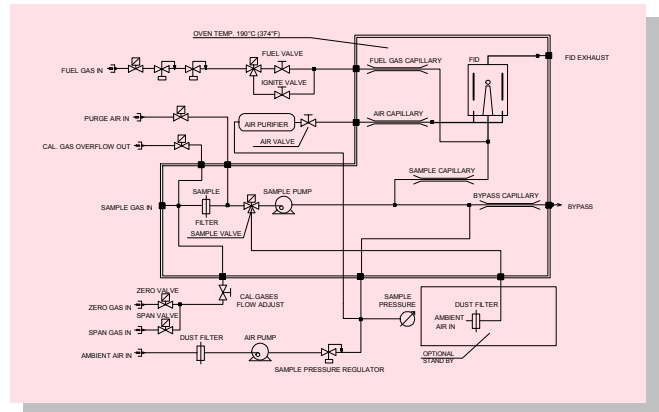 OVEN TEMP. 190°C (374°F)
FUEL VALVE
FUEL GAS IN
IGNITE VALVE
FUEL GAS CAPILLARY
FID
FID EXHAUST
PURGE AIR IN
AIR PURIFIER
AIR CAPILLARY
AIR VALVE
CAL. GAS OVERFLOW OUT
SAMPLE CAPILLARY
SAMPLE
FILTER
SAMPLE PUMP
BYPASS CAPILLARY
SAMPLE GAS IN
BYPASS
SAMPLE VALVE
ZERO VALVE
ZERO GAS IN
CAL.GASES
FLOW ADJUST
SAMPLE
PRESSURE
DUST FILTER
AMBIENT
AIR IN
SPAN VALVE
SPAN GAS IN
DUST FILTER
AIR PUMP
AMBIENT AIR IN
SAMPLE PRESSURE REGULATOR
OPTIONAL
STAND BY